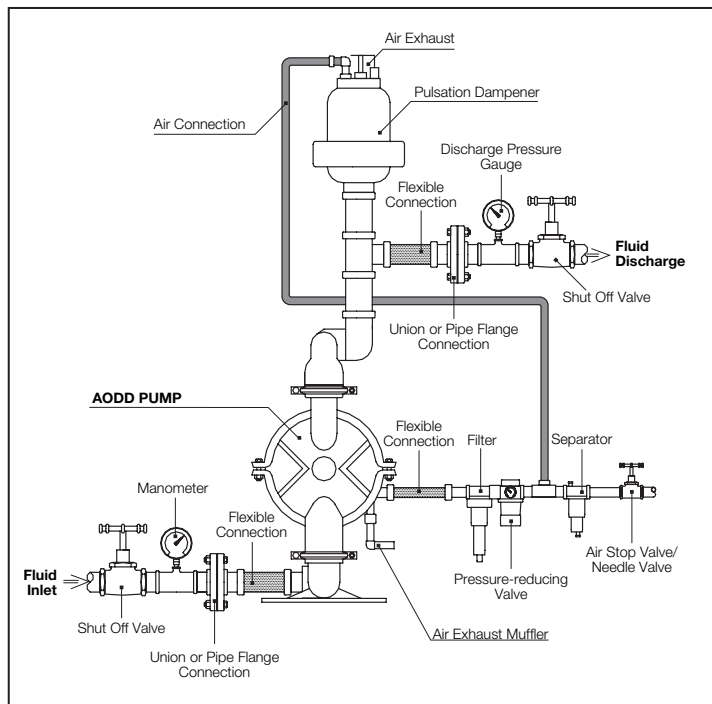 Air Exhaust
Pulsation Dampener
Air Connection
Discharge Pressure
Gauge
Flexible
Connection
Fluid
Discharge
Shut Off Valve
Union or Pipe Flange
Connection
AODD PUMP
Flexible
Connection
Filter
Separator
Manometer
Flexible
Connection
Fluid
Inlet
Air Stop Valve/
Needle Valve
Pressure-reducing
Valve
Shut Off Valve
Air Exhaust Muffler
Union or Pipe Flange
Connection